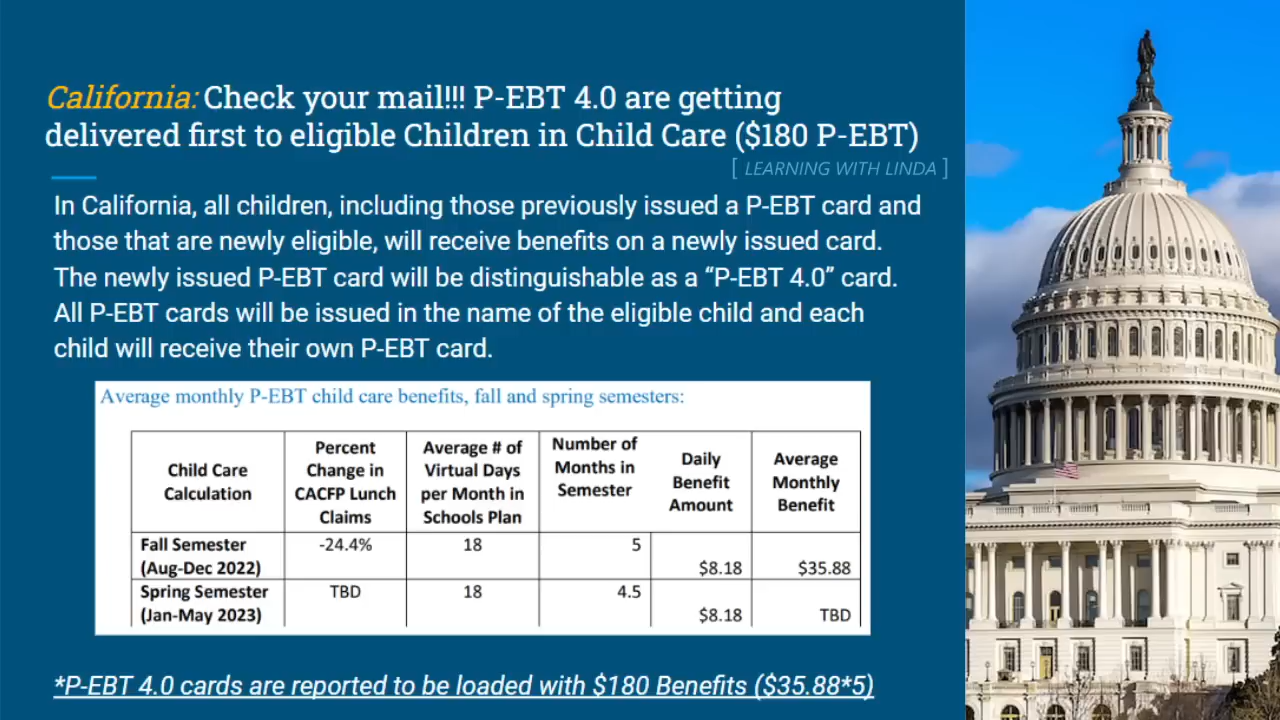 California: Check your mail!!! P-EBT 4.0 are getting
delivered first to eligible Children in Child Care ($180 P-EBT)
[ LEARNING WITH LINDA ]
In California, all children, including those previously issued a P-EBT card and
those that are newly eligible, will receive benefits on a newly issued card.
The newly issued P-EBT card will be distinguishable as a “P-EBT 4.0” card.
All P-EBT cards will be issued in the name of the eligible child and each
child will receive their own P-EBT card.
Average monthly P-EBT child care benefits, fall and spring semesters:
Child Care
Calculation
Percent
Change in
CACFP Lunch
Claims
Average # of
Virtual Days
per Month in
Schools Plan
Number of
Months in
Semester
Daily
Benefit
Amount
Average
Monthly
Benefit
Fall Semester
(Aug-Dec 2022)
-24.4%
18
5
$8.18
$35.88
Spring Semester
(Jan-May 2023)
TBD
18
4.5
$8.18
TBD
*P-EBT 4.0 cards are reported to be loaded with $180 Benefits ($35.88*5)